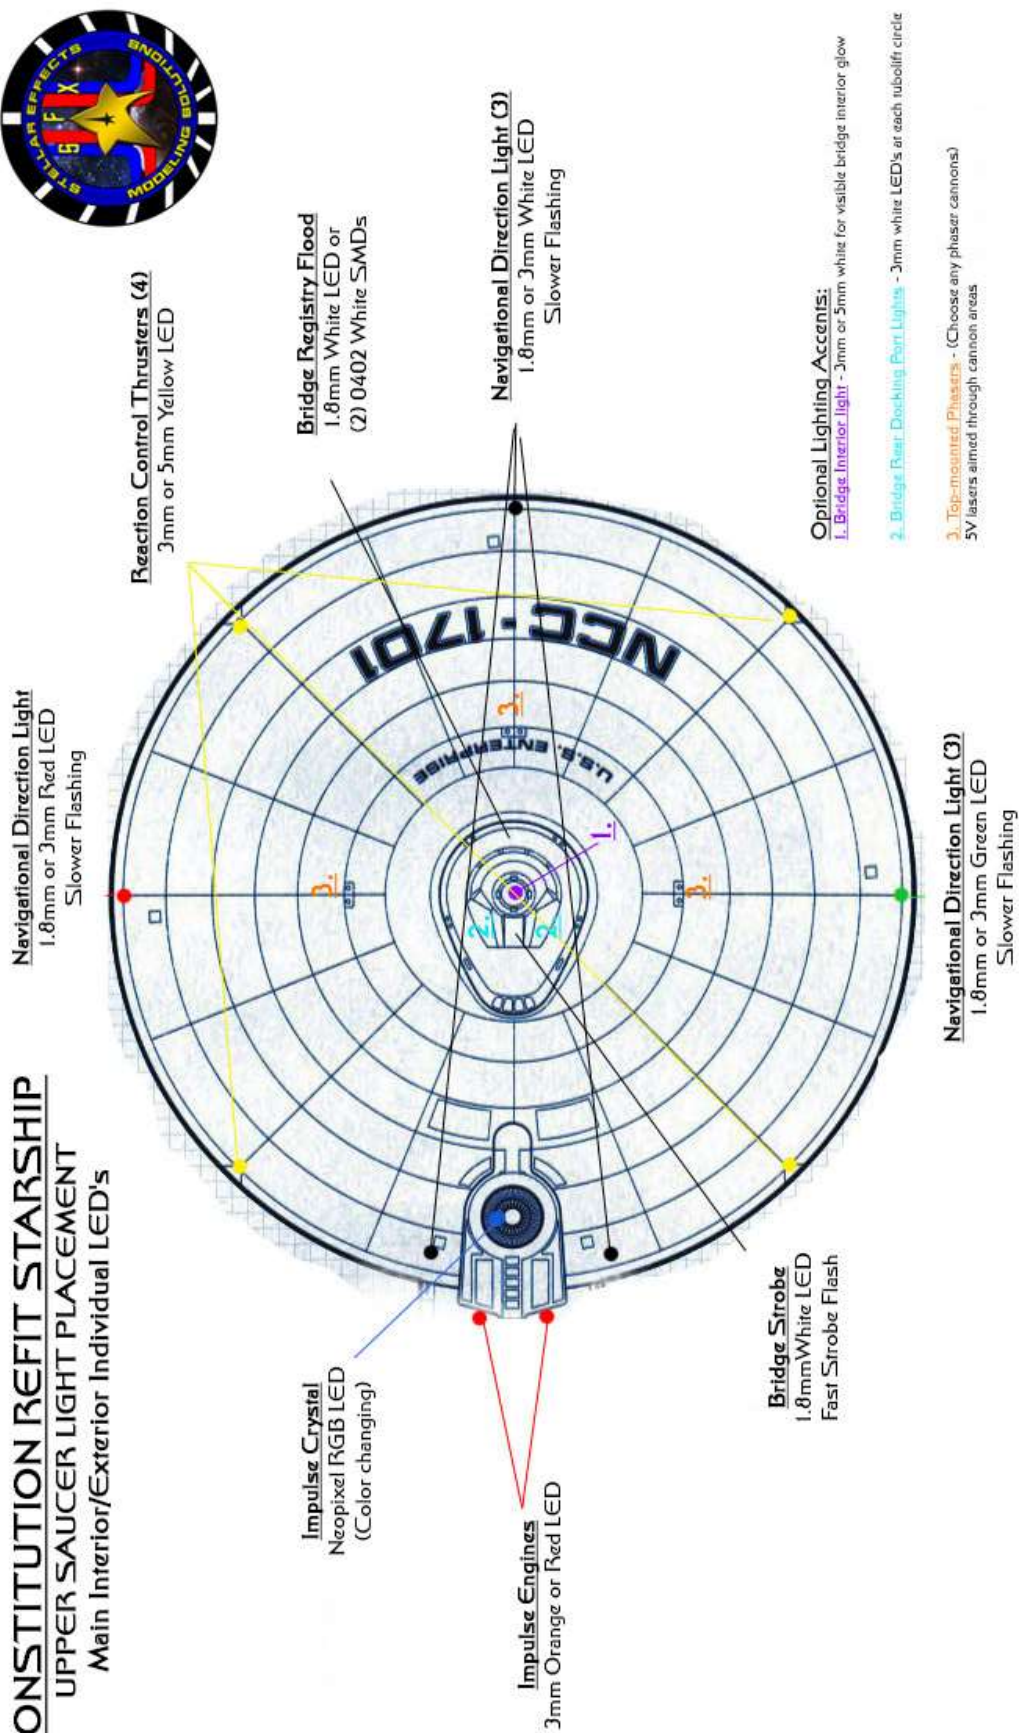 ONSTITUTION REFIT STARSHIP
UPPER SAUCER LIGHT PLACEMENT
Main Interior/Exterior Individual LED's
STELLAR EFFECTS
S F X
MODELING SOLUTIONS
Navigational Direction Light
1.8mm or 3mm Red LED
Slower Flashing
Reaction Control Thrusters (4)
3mm or 5mm Yellow LED
Impulse Crystal
Neopixel RGB LED
(Color changing)
Bridge Registry Flood
1.8mm White LED or
(2) 0402 White SMDs
Impulse Engines
3mm Orange or Red LED
Navigational Direction Light (3)
1.8mm or 3mm White LED
Slower Flashing
3.
3.
3.
2.
2.
1.
U.S.S. ENTERPRISE
NCC-1701
Bridge Strobe
1.8mmWhite LED
Fast Strobe Flash
Navigational Direction Light (3)
1.8mm or 3mm Green LED
Slower Flashing
Optional Lighting Accents:
1. Bridge Interior light - 3mm or 5mm white for visible bridge interior glow
2. Bridge Rear Docking Port Lights - 3mm white LED's at each tubolift circle
3. Top-mounted Phasers - (Choose any phaser cannons)
5V lasers aimed through cannon areas